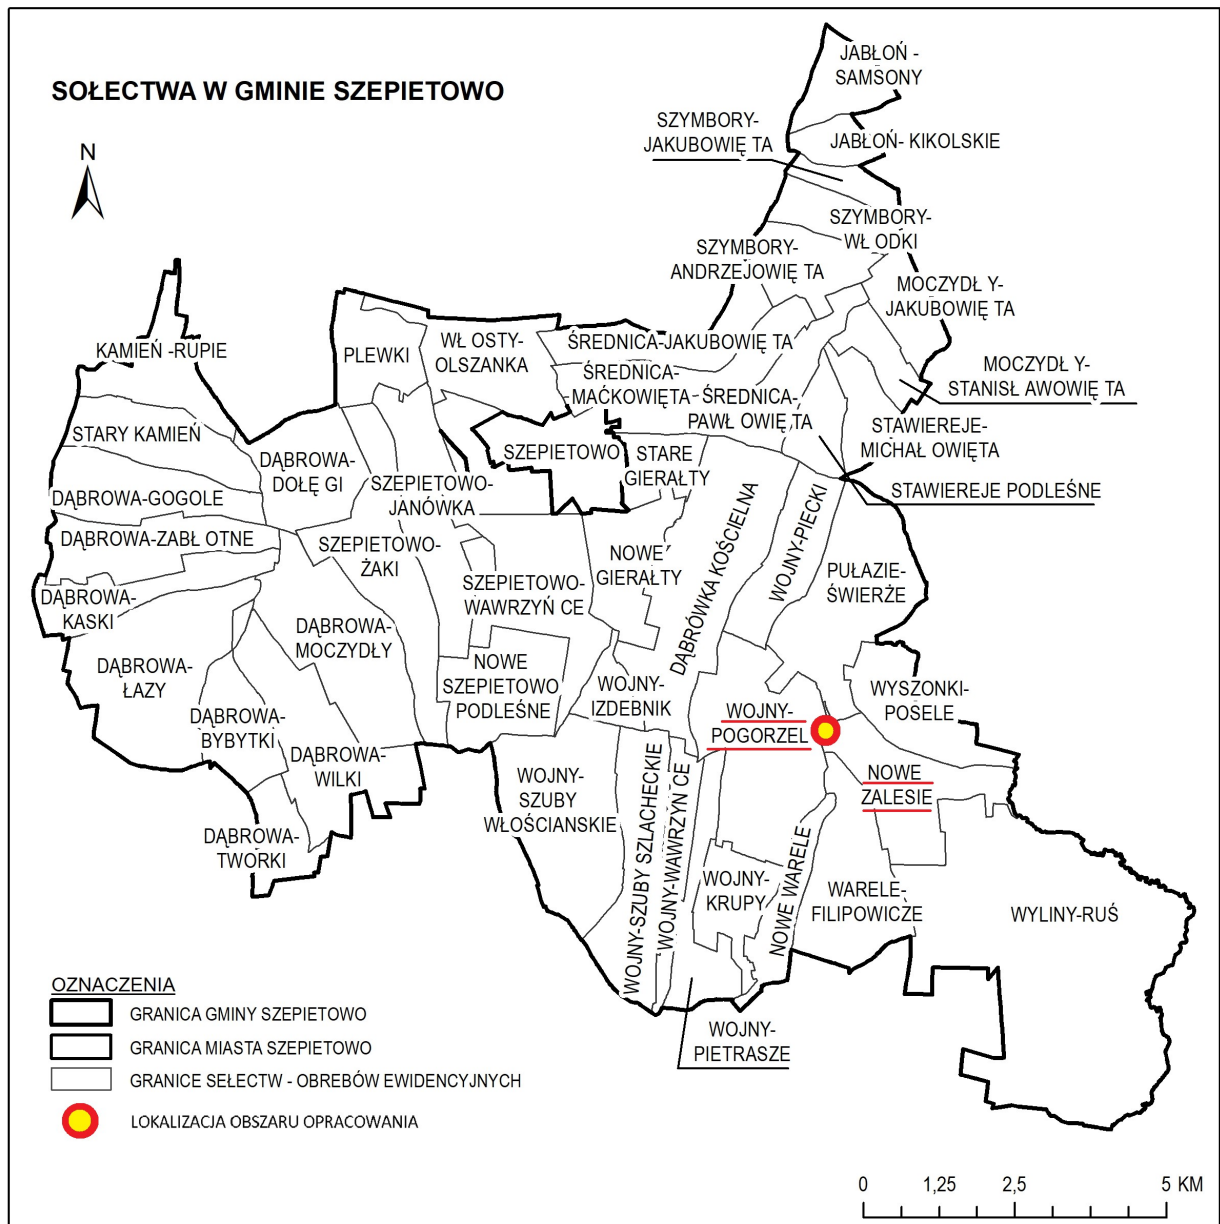 SOŁECTWA W GMINIE SZEPIETOWO
N
JABŁOŃ -
SAMSONY
SZYMBORY-
JAKUBOWIĘ TA
JABŁOŃ- KIKOLSKIE
SZYMBORY-
WŁ ODKI
SZYMBORY-
ANDRZEJOWIĘ TA
MOCZYDŁ Y-
JAKUBOWIĘ TA
KAMIEŃ -RUPIE
PLEWKI
WŁ OSTY-
OLSZANKA
ŚREDNICA-JAKUBOWIĘ TA
ŚREDNICA-
MAĆKOWIĘTA
ŚREDNICA-
PAWŁ OWIĘ TA
MOCZYDŁ Y-
STANISŁ AWOWIĘ TA
STARY KAMIEŃ
DĄBROWA-
DOŁĘ GI
SZEPIETOWO
STARE
GIERAŁTY
STAWIEREJE-
MICHAŁ OWIĘTA
STAWIEREJE PODLEŚNE
DĄBROWA-GOGOLE
SZEPIETOWO-
JANÓWKA
DĄBROWA-ZABŁ OTNE
SZEPIETOWO-
ŻAKI
NOWE
GIERAŁTY
DĄBRÓWKA KOŚCIELNA
WOJNY-PIECKI
PUŁAZIE-
ŚWIERŻE
DĄBROWA-
KASKI
SZEPIETOWO-
WAWRZYŃ CE
DĄBROWA-
MOCZYDŁY
DĄBROWA-
ŁAZY
NOWE
SZEPIETOWO
PODLEŚNE
WOJNY-
IZDEBNIK
WYSZONKI-
POSELE
DĄBROWA-
BYBYTKI
WOJNY-
POGORZEL
DĄBROWA-
WILKI
WOJNY-
SZUBY
WŁOŚCIANSKIE
WOJNY-SZUBY SZLACHECKIE
WOJNY-WAWRZYN CE
NOWE
ZALESIE
DĄBROWA-
TWORKI
WOJNY-
KRUPY
NOWE WARELE
WARELE-
FILIPOWICZE
WYLINY-RUŚ
WOJNY-
PIETRASZE
OZNACZENIA
GRANICA GMINY SZEPIETOWO
GRANICA MIASTA SZEPIETOWO
GRANICE SEŁECTW - OBREBÓW EWIDENCYJNYCH
LOKALIZACJA OBSZARU OPRACOWANIA
0 1,25 2,5 5 KM